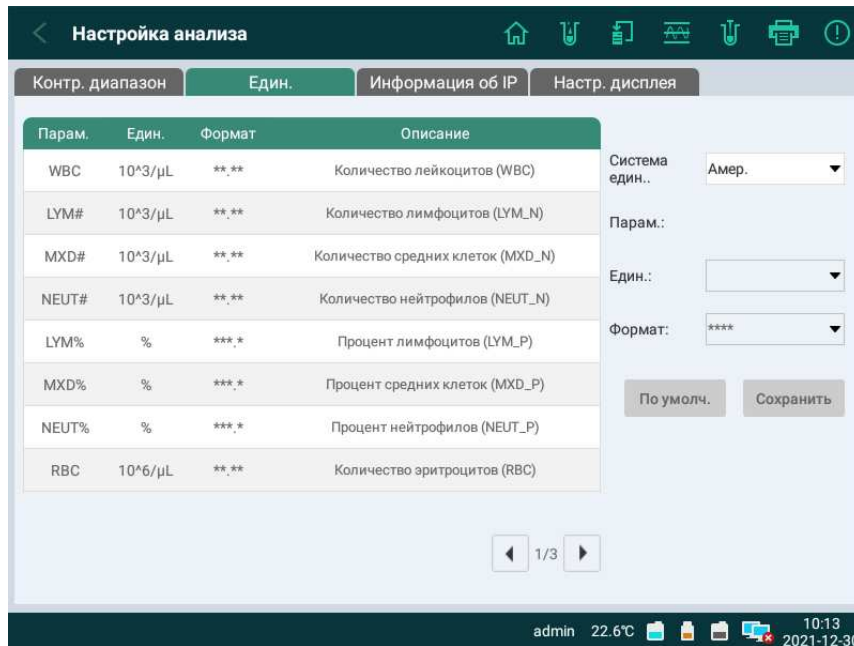 Настройка анализа
Контр. диапазон Един. Информация об IP Настр. дисплея
Парам. Един. Формат Описание
WBC 10^3/µL **.** Количество лейкоцитов (WBC)
LYM# 10^3/µL **.** Количество лимфоцитов (LYM_N)
MXD# 10^3/µL **.** Количество средних клеток (MXD_N)
NEUT# 10^3/µL **.** Количество нейтрофилов (NEUT_N)
LYM% % ***.* Процент лимфоцитов (LYM_P)
MXD% % ***.* Процент средних клеток (MXD_P)
NEUT% % ***.* Процент нейтрофилов (NEUT_P)
RBC 10^6/µL **.** Количество эритроцитов (RBC)
Система
един.. Амер.
Парам.:
Един.:
Формат: ****
По умолч. Сохранить
1/3
admin 22.6℃ 10:13
2021-12-30